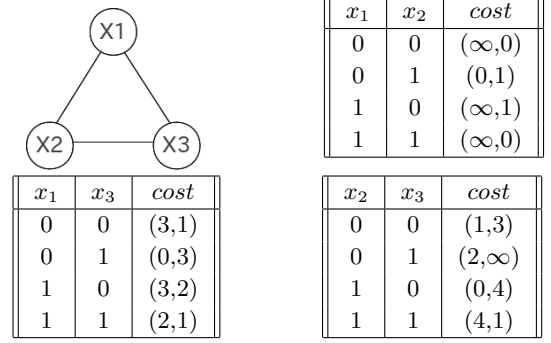 X1
X2 X3
x₁ x₂ cost
0 0 (∞,0)
0 1 (0,1)
1 0 (∞,1)
1 1 (∞,0)
x₁ x₃ cost
0 0 (3,1)
0 1 (0,3)
1 0 (3,2)
1 1 (2,1)
x₂ x₃ cost
0 0 (1,3)
0 1 (2,∞)
1 0 (0,4)
1 1 (4,1)